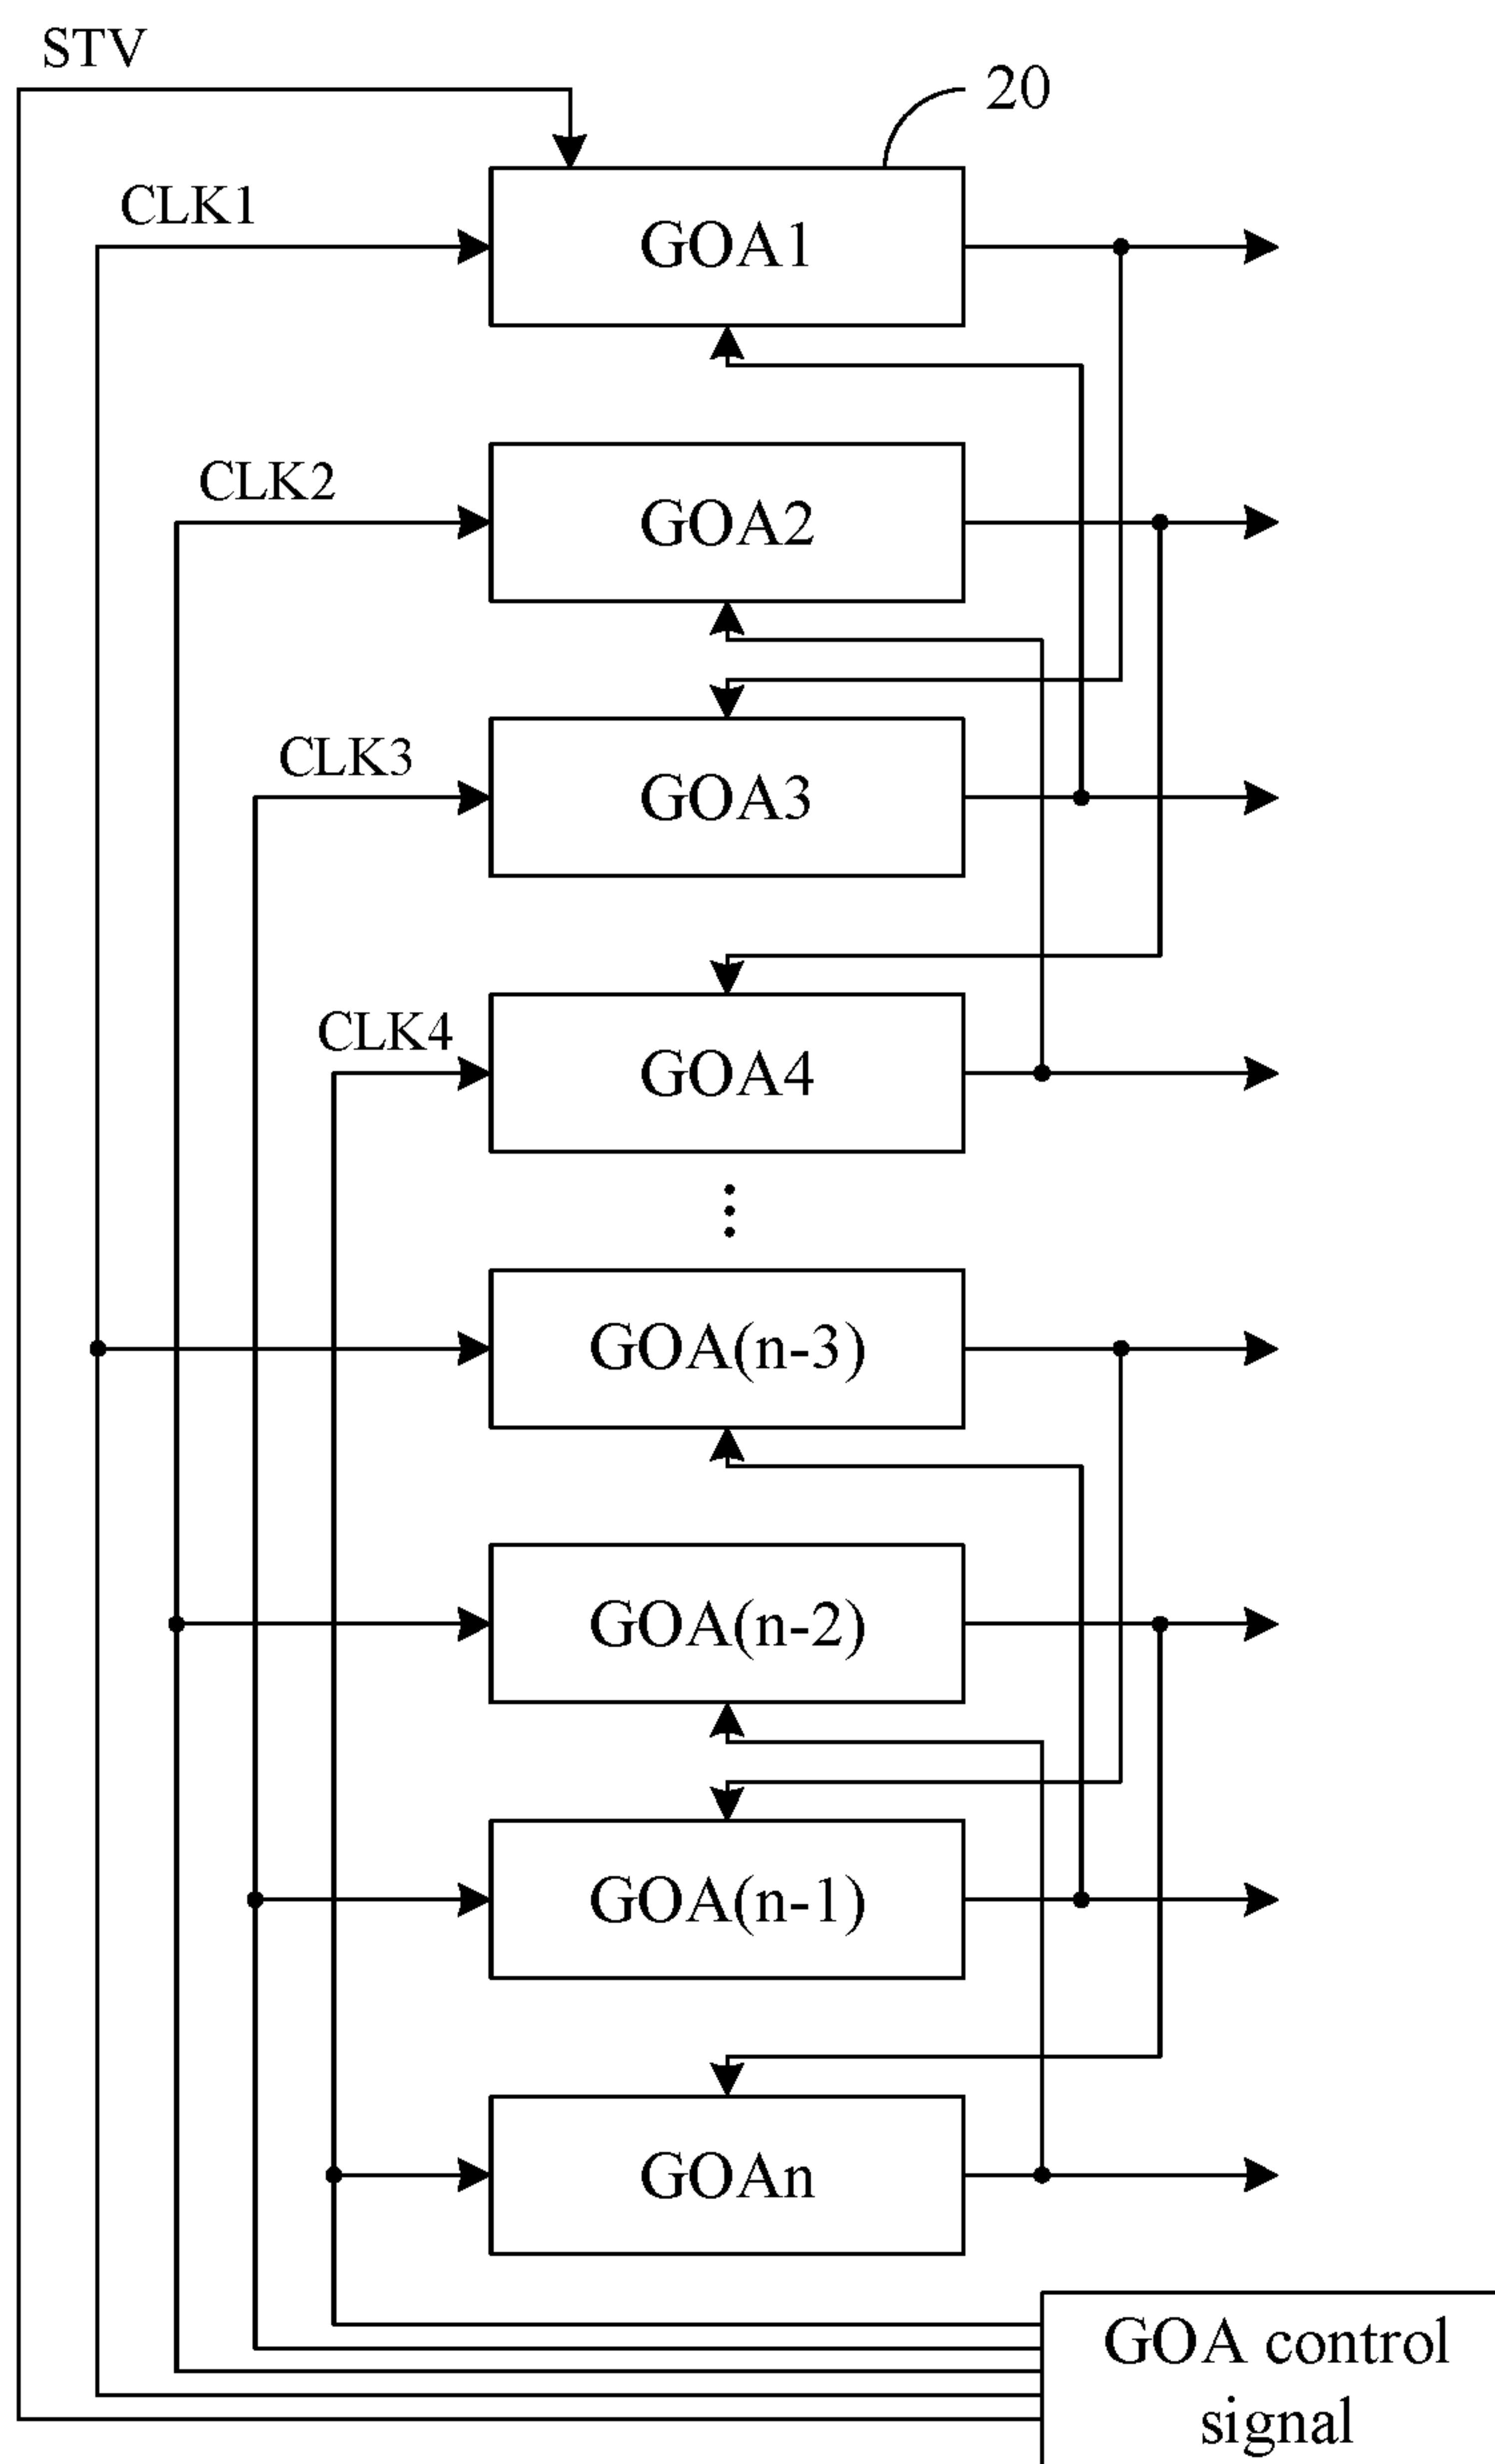 STV
20
CLK1
GOA1
CLK2
GOA2
CLK3
GOA3
CLK4
GOA4
GOA(n-3)
GOA(n-2)
GOA(n-1)
GOAn
GOA control
signal